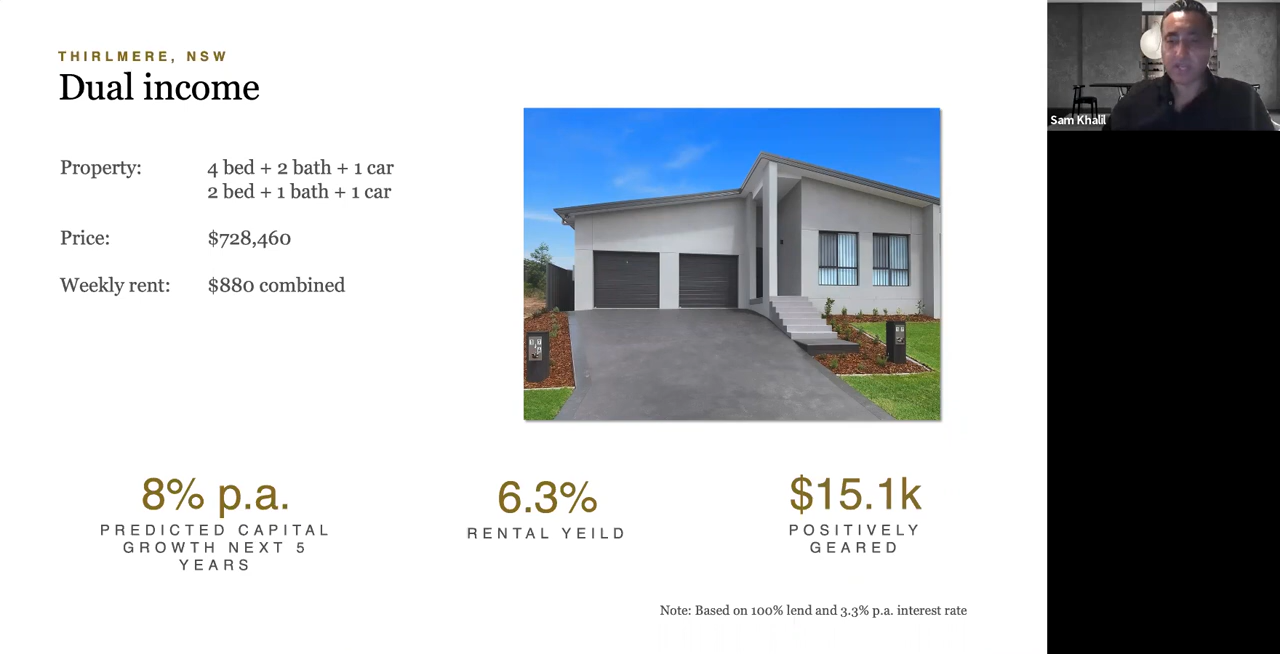 THIRLMERE, NSW
Dual income
Property: 4 bed + 2 bath + 1 car
2 bed + 1 bath + 1 car
Price: $728,460
Weekly rent: $880 combined
8% p.a.
PREDICTED CAPITAL
GROWTH NEXT 5
YEARS
6.3%
RENTAL YEILD
$15.1k
POSITIVELY
GEARED
Note: Based on 100% lend and 3.3% p.a. interest rate
Sam Khalil